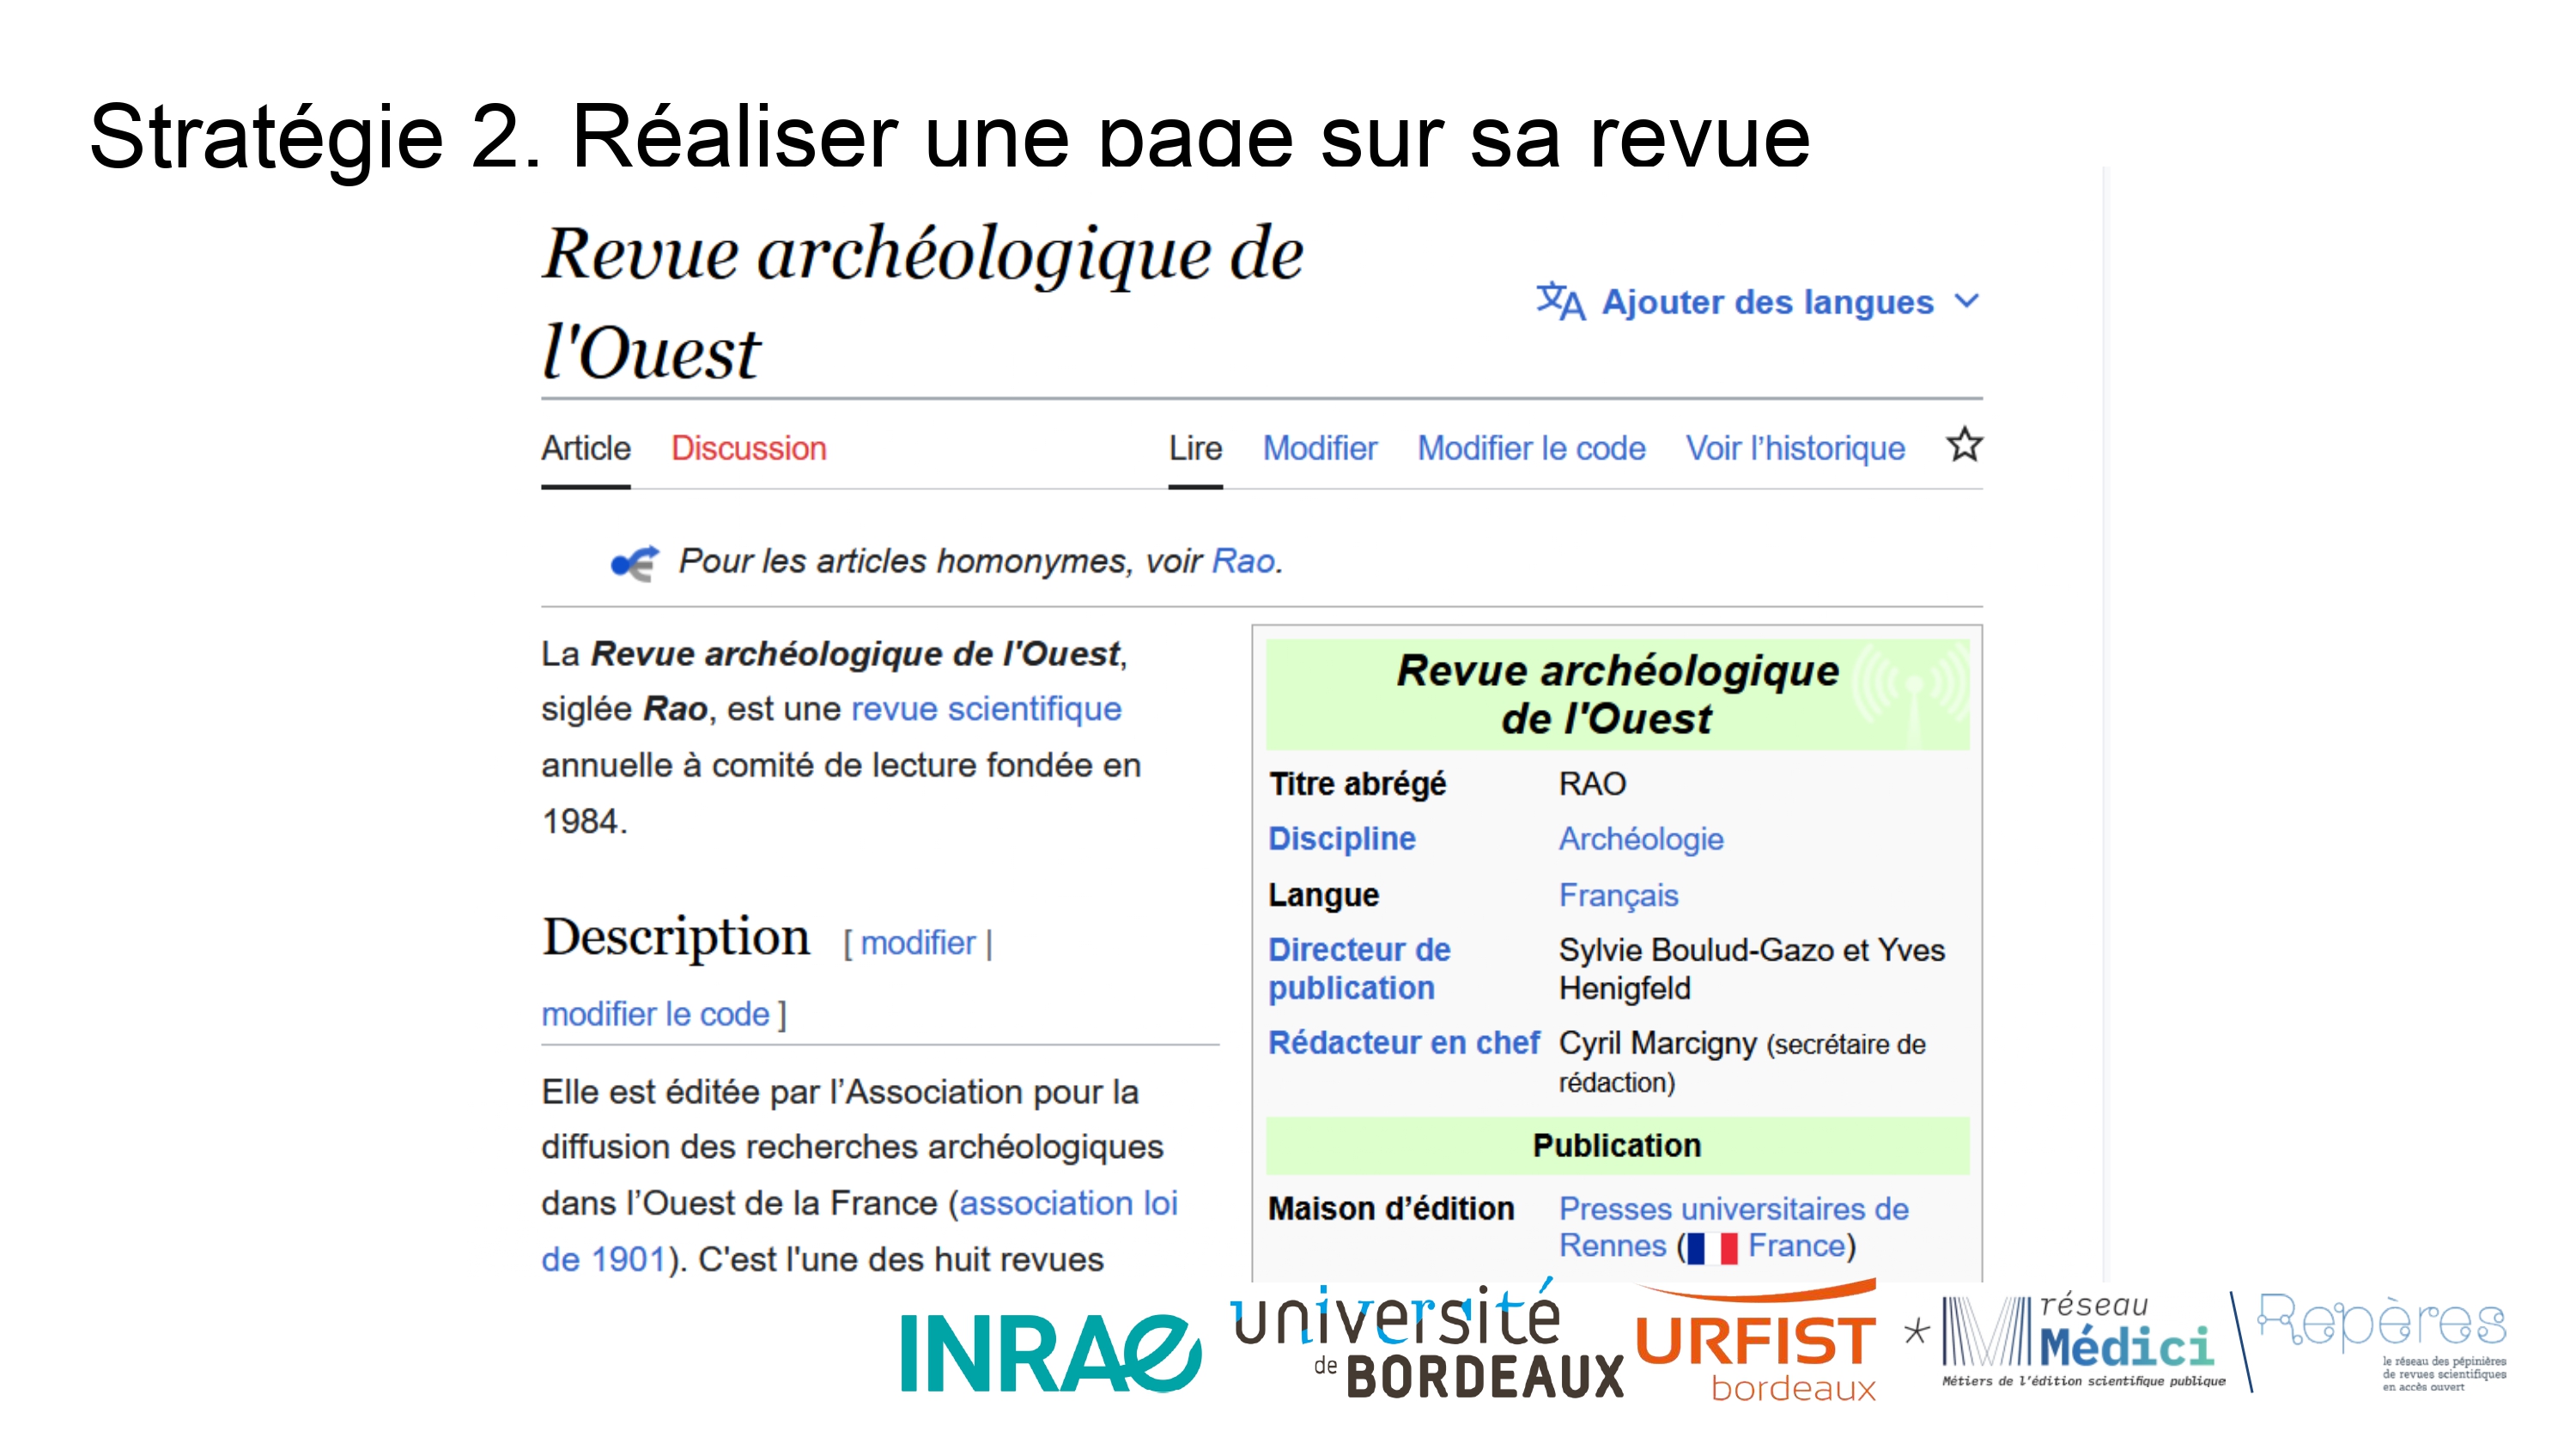 Stratégie 2. Réaliser une page sur sa revue
Revue archéologique de
l'Ouest
Ajouter des langues
Article Discussion Lire Modifier Modifier le code Voir l’historique
Pour les articles homonymes, voir Rao.
La Revue archéologique de l'Ouest,
siglée Rao, est une revue scientifique
annuelle à comité de lecture fondée en
1984.
Description [ modifier |
modifier le code ]
Elle est éditée par l’Association pour la
diffusion des recherches archéologiques
dans l’Ouest de la France (association loi
de 1901). C'est l'une des huit revues
Revue archéologique
de l'Ouest
Titre abrégé RAO
Discipline Archéologie
Langue Français
Directeur de publication Sylvie Boulud-Gazo et Yves
Henigfeld
Rédacteur en chef Cyril Marcigny (secrétaire de
rédaction)
Publication
Maison d’édition Presses universitaires de
Rennes (France)
INRAE
université
de BORDEAUX
URFIST
bordeaux
*
réseau
Médici
Métiers de l'édition scientifique publique
Repères
le réseau des pépinières
de revues scientifiques
en accès ouvert